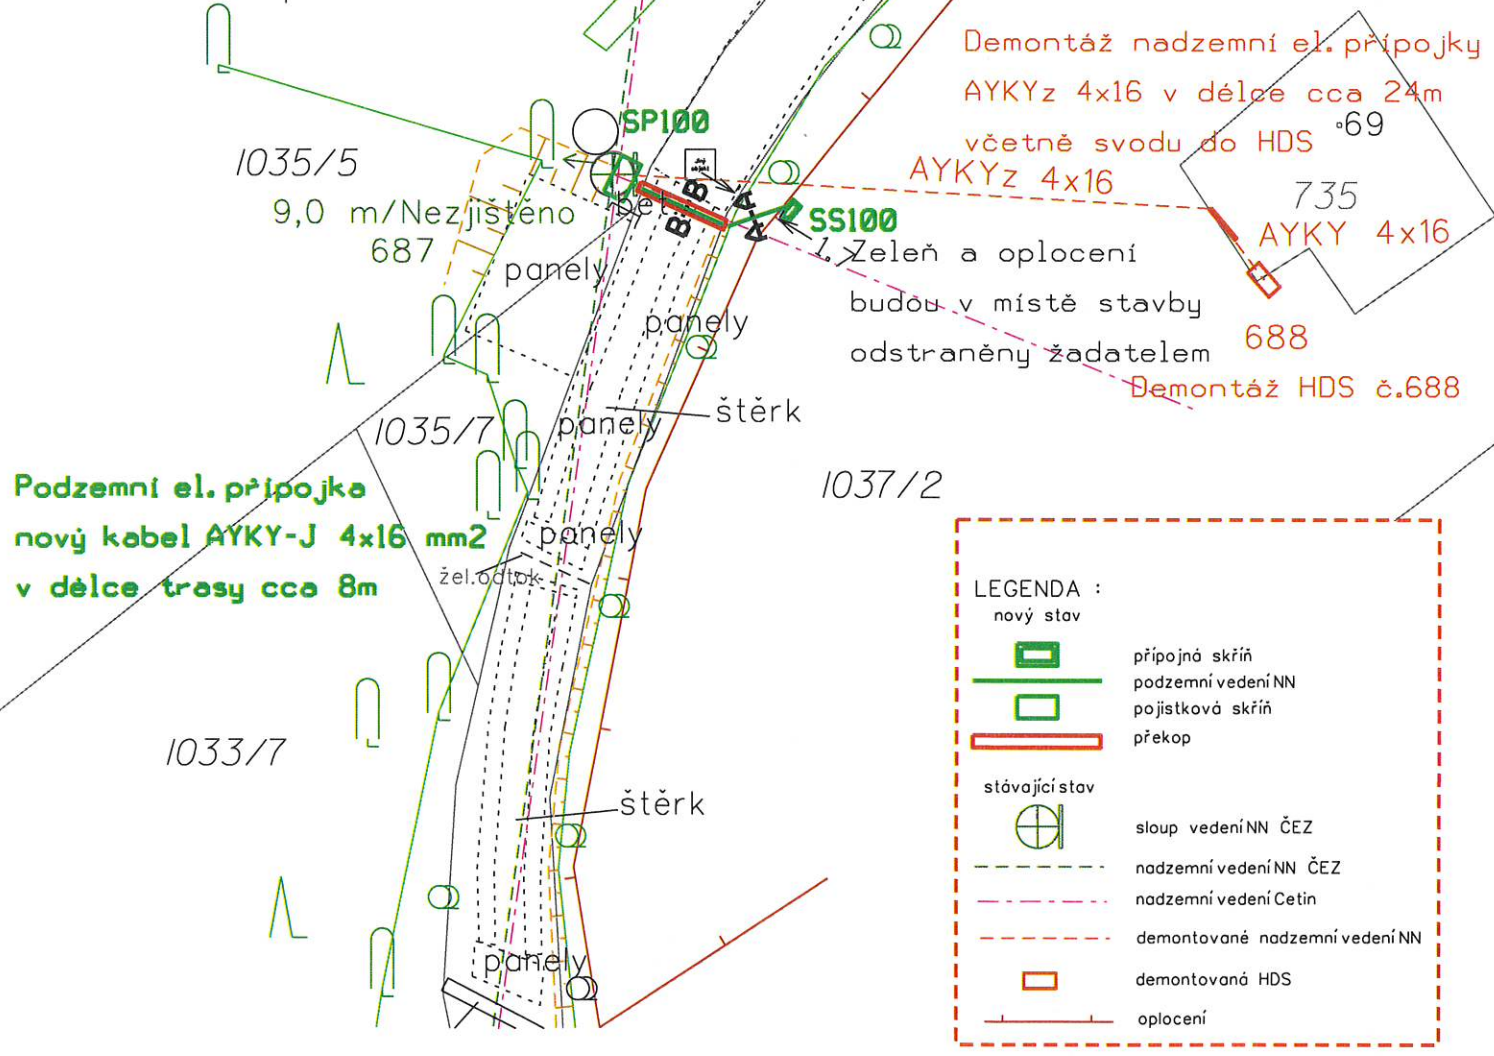 Demontáž nadzemní el. přípojky
AYKYz 4x16 v délce cca 24m
včetně svodu do HDS
69
SP100
1035/5
AYKYz 4x16
735
9,0 m/Nezjištěno
687
bet
B
B
A
A
SS100
AYKY 4x16
1,7
Zeleň a oplocení
budou v místě stavby
odstraněny žadatelem
panely
panely
688
Demontáž HDS č.688
štěrk
panely
1035/7
1037/2
Podzemní el. přípojka
nový kabel AYKY-J 4x16 mm2
v délce trasy cca 8m
panely
žel.odtok
1033/7
štěrk
panely
LEGENDA :
nový stav
přípojná skříň
podzemní vedení NN
pojistková skříň
překop
stávající stav
sloup vedení NN ČEZ
nadzemní vedení NN ČEZ
nadzemní vedení Cetin
demontované nadzemní vedení NN
demontovaná HDS
oplocení